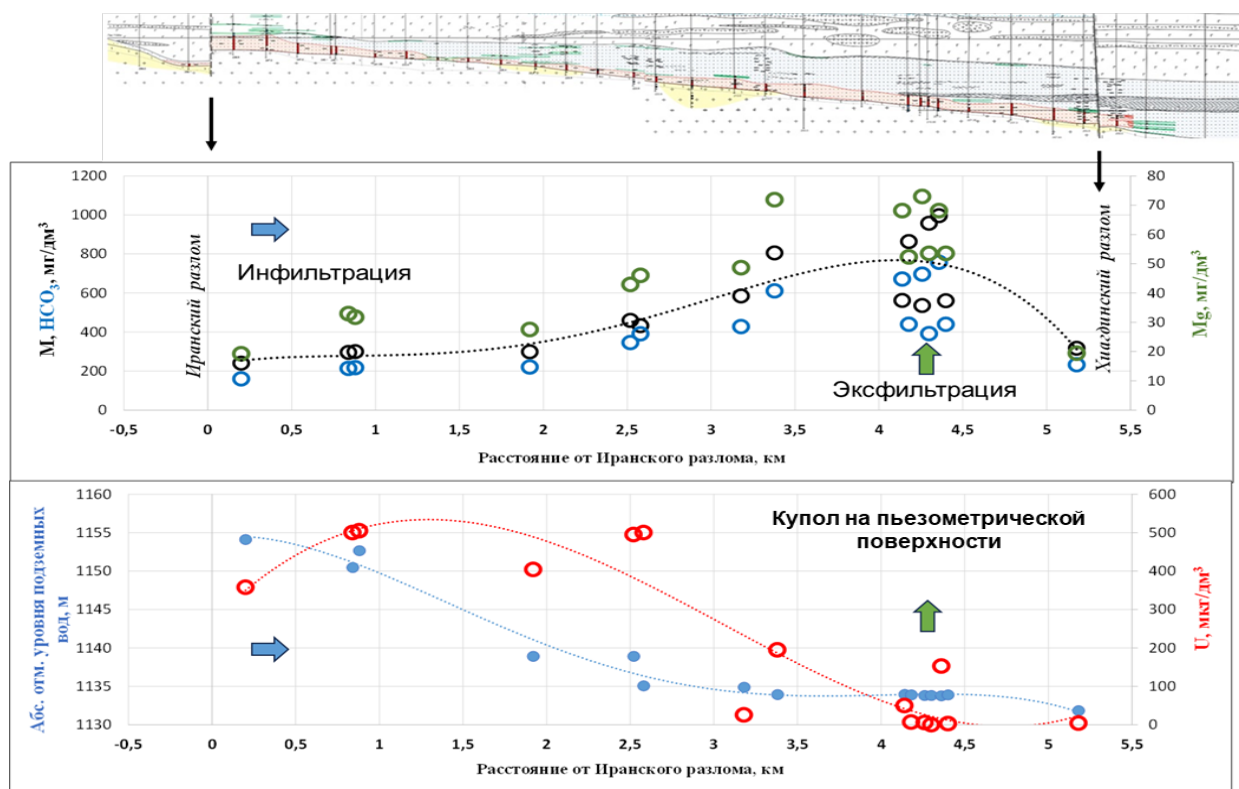 M, HCO₃, мг/дм³
1200
1000
800
600
400
200
0
Иранский разлом
Инфильтрация
Эксфильтрация
Хиагдинский разлом
80
70
60
50
40
30
20
10
0
Mg, мг/дм³
-0,5 0 0,5 1 1,5 2 2,5 3 3,5 4 4,5 5 5,5
Расстояние от Иранского разлома, км
Абс. отм. уровня подземных
вод, м
1160
1155
1150
1145
1140
1135
1130
Купол на пьезометрической
поверхности
600
500
400
300
200
100
0
U, мкг/дм³
-0,5 0 0,5 1 1,5 2 2,5 3 3,5 4 4,5 5 5,5
Расстояние от Иранского разлома, км